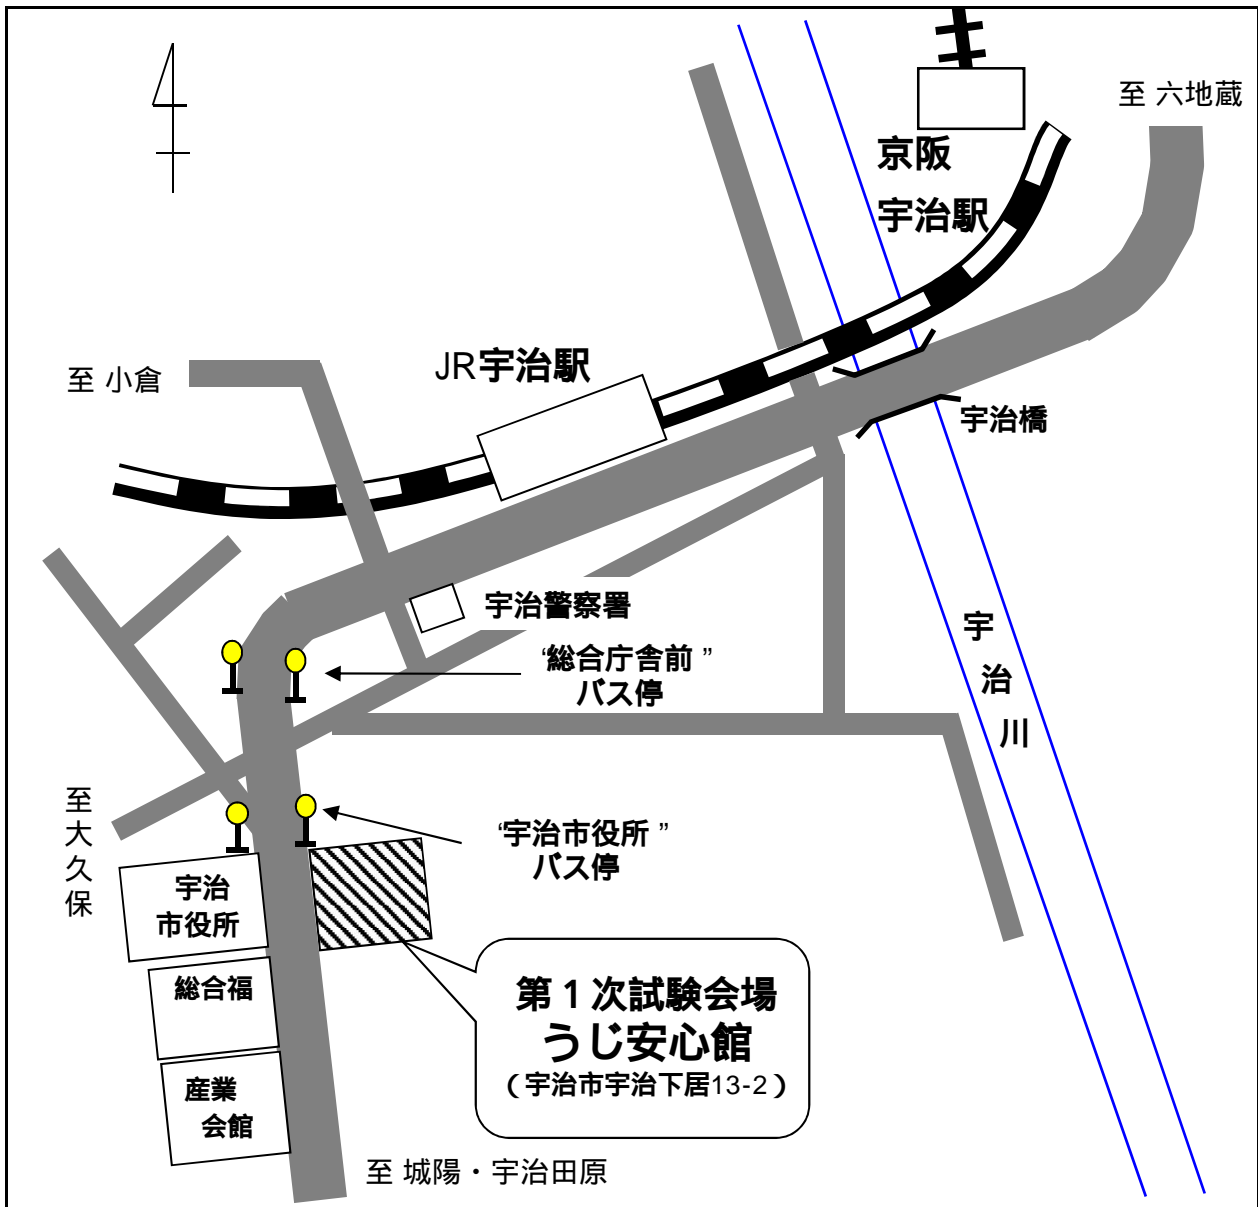 至 六地蔵
京阪
宇治駅
JR宇治駅
至 小倉
宇治橋
宇治警察署
“総合庁舎前 ”
バス停
宇治川
至大久保
“宇治市役所 ”
バス停
宇治
市役所
総合福
産業
会館
第1次試験会場
うじ安心館
(宇治市宇治下居13-2)
至 城陽・宇治田原